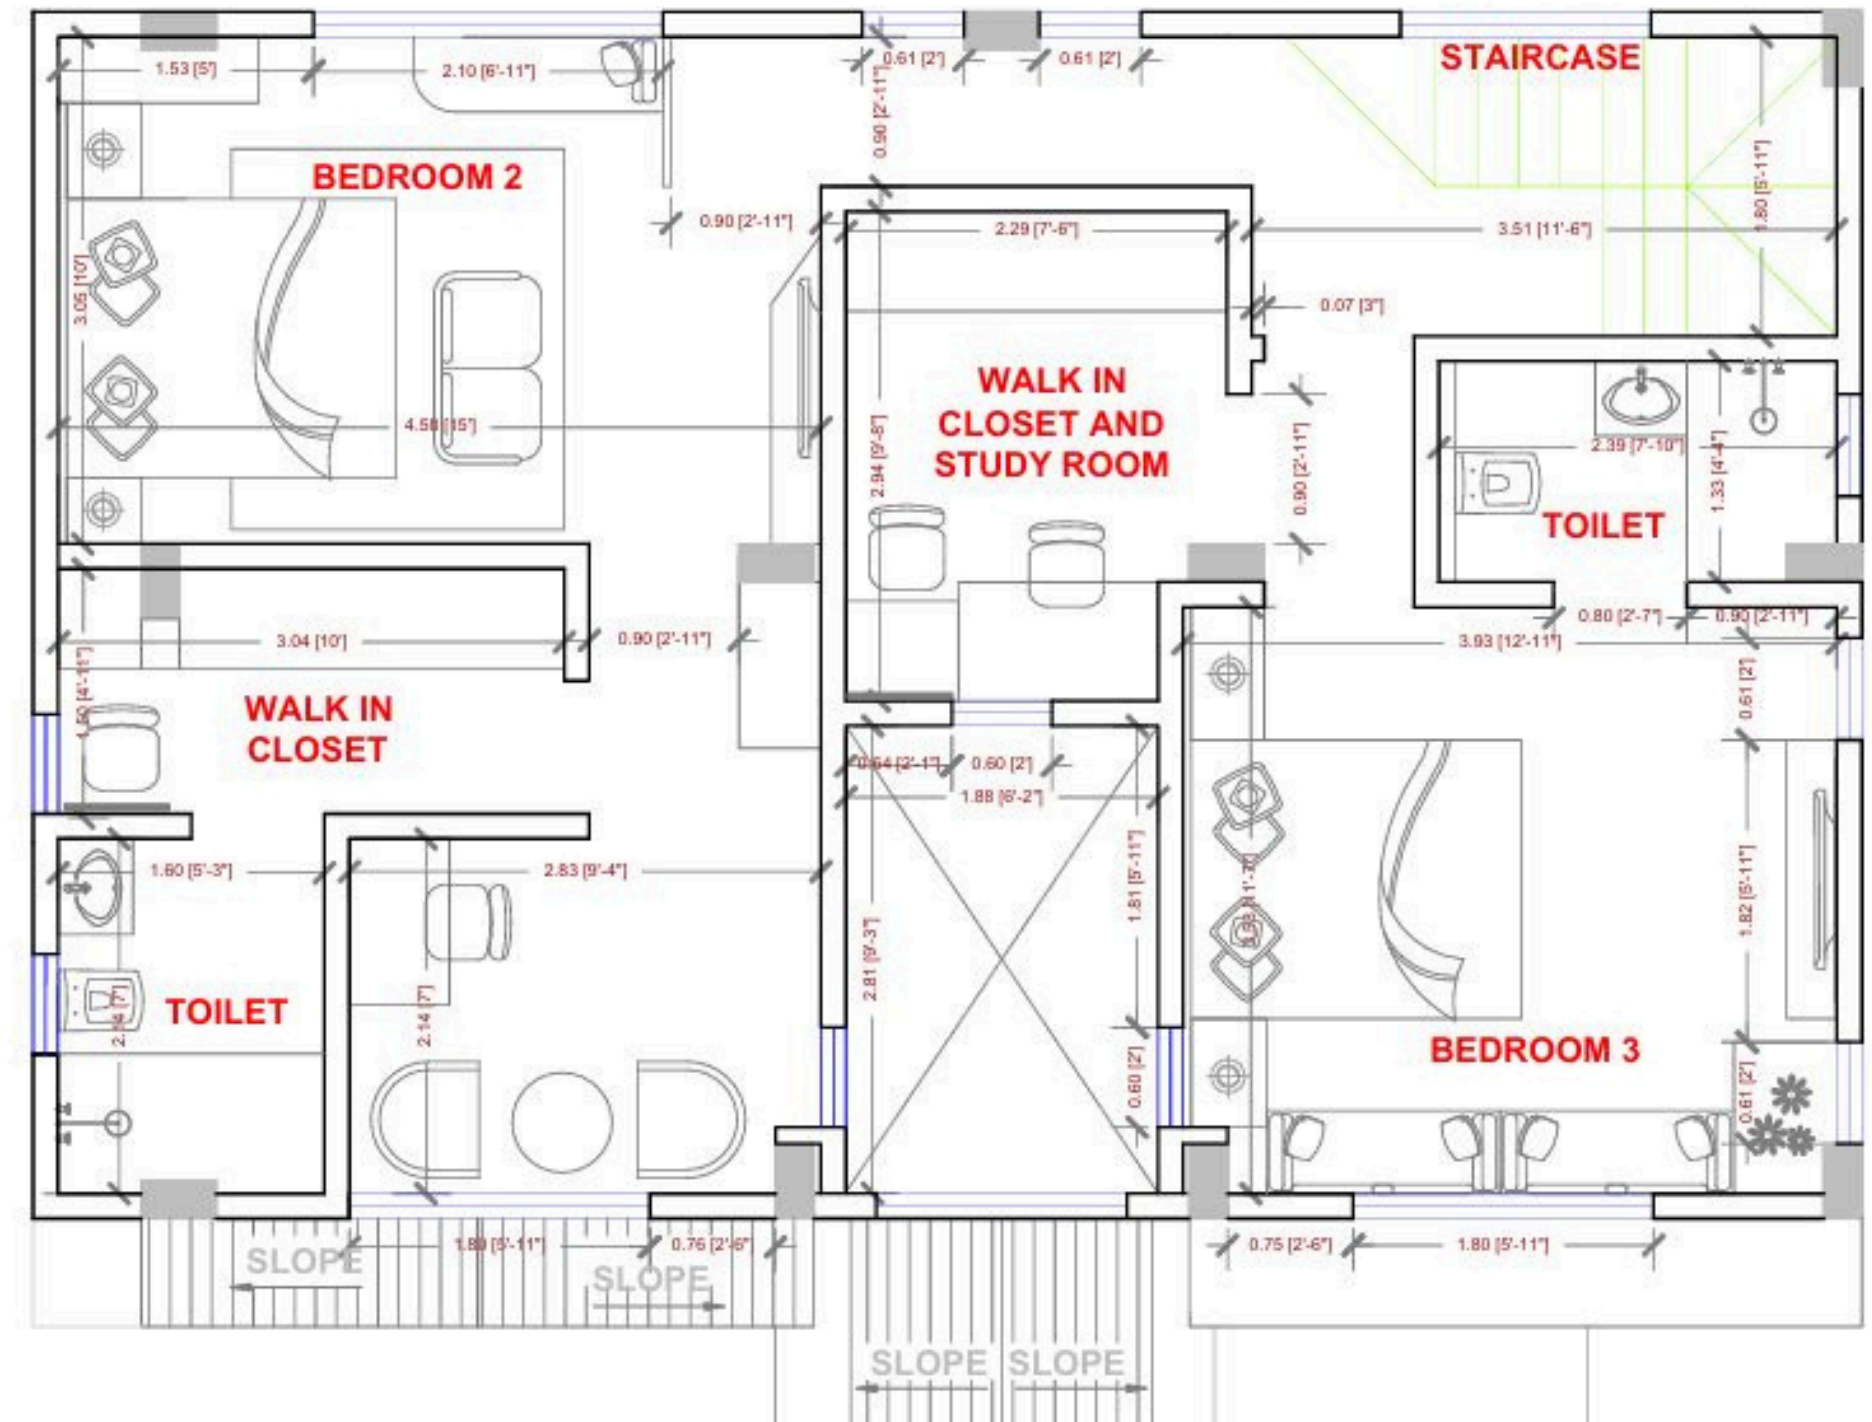 STAIRCASE
1.53 [5']
2.10 [6'-11"]
0.61 [2']
0.61 [2']
0.90 [2'-11"]
1.80 [5'-11"]
BEDROOM 2
0.90 [2'-11"]
2.29 [7'-6"]
3.51 [11'-6"]
3.05 [10']
0.07 [3"]
WALK IN
CLOSET AND
STUDY ROOM
4.58 [15']
2.94 [9'-8"]
0.90 [2'-11"]
2.39 [7'-10"]
1.33 [4'-4"]
TOILET
3.04 [10']
0.90 [2'-11"]
0.80 [2'-7"]
0.90 [2'-11"]
3.93 [12'-11"]
1.50 [4'-11"]
0.61 [2']
WALK IN
CLOSET
0.64 [2'-1"]
0.60 [2']
1.88 [6'-2"]
1.60 [5'-3"]
2.83 [9'-4"]
1.81 [5'-11"]
1.82 [5'-11"]
2.81 [9'-3"]
TOILET
2.14 [7']
2.14 [7']
BEDROOM 3
0.60 [2']
0.61 [2']
1.80 [5'-11"]
0.76 [2'-6"]
0.75 [2'-6"]
1.80 [5'-11"]
SLOPE
SLOPE
SLOPE
SLOPE